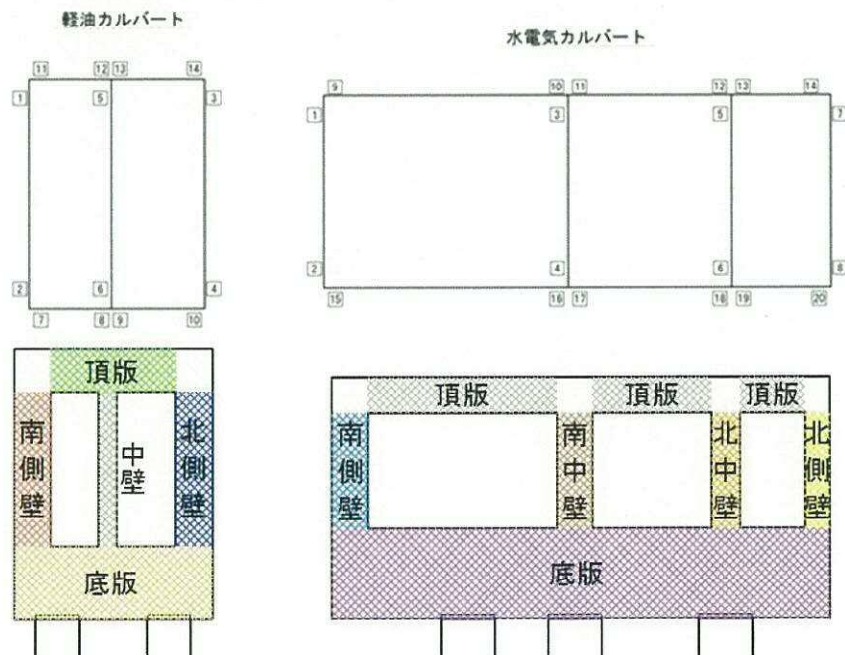 軽油カルバート
水電気カルバート
11 12 13 14
1 5 3
2 6 4
7 8 9 10
9 10 11 12 13 14
1 3 5 7
2 4 6 8
15 16 17 18 19 20
頂版
南側壁
中壁
北側壁
底版
頂版 頂版 頂版
南側壁
南中壁
北中壁
北側壁
底版